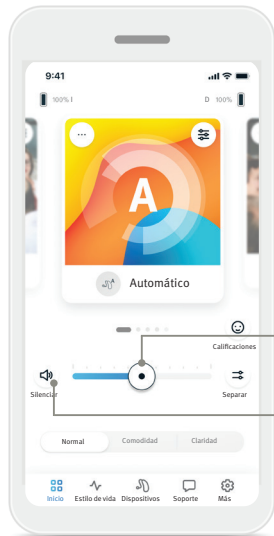 9:41
100% I
D 100%
...
A
Automático
Calificaciones
Silenciar
Separar
Normal
Comodidad
Claridad
Inicio
Estilo de vida
Dispositivos
Soporte
Más